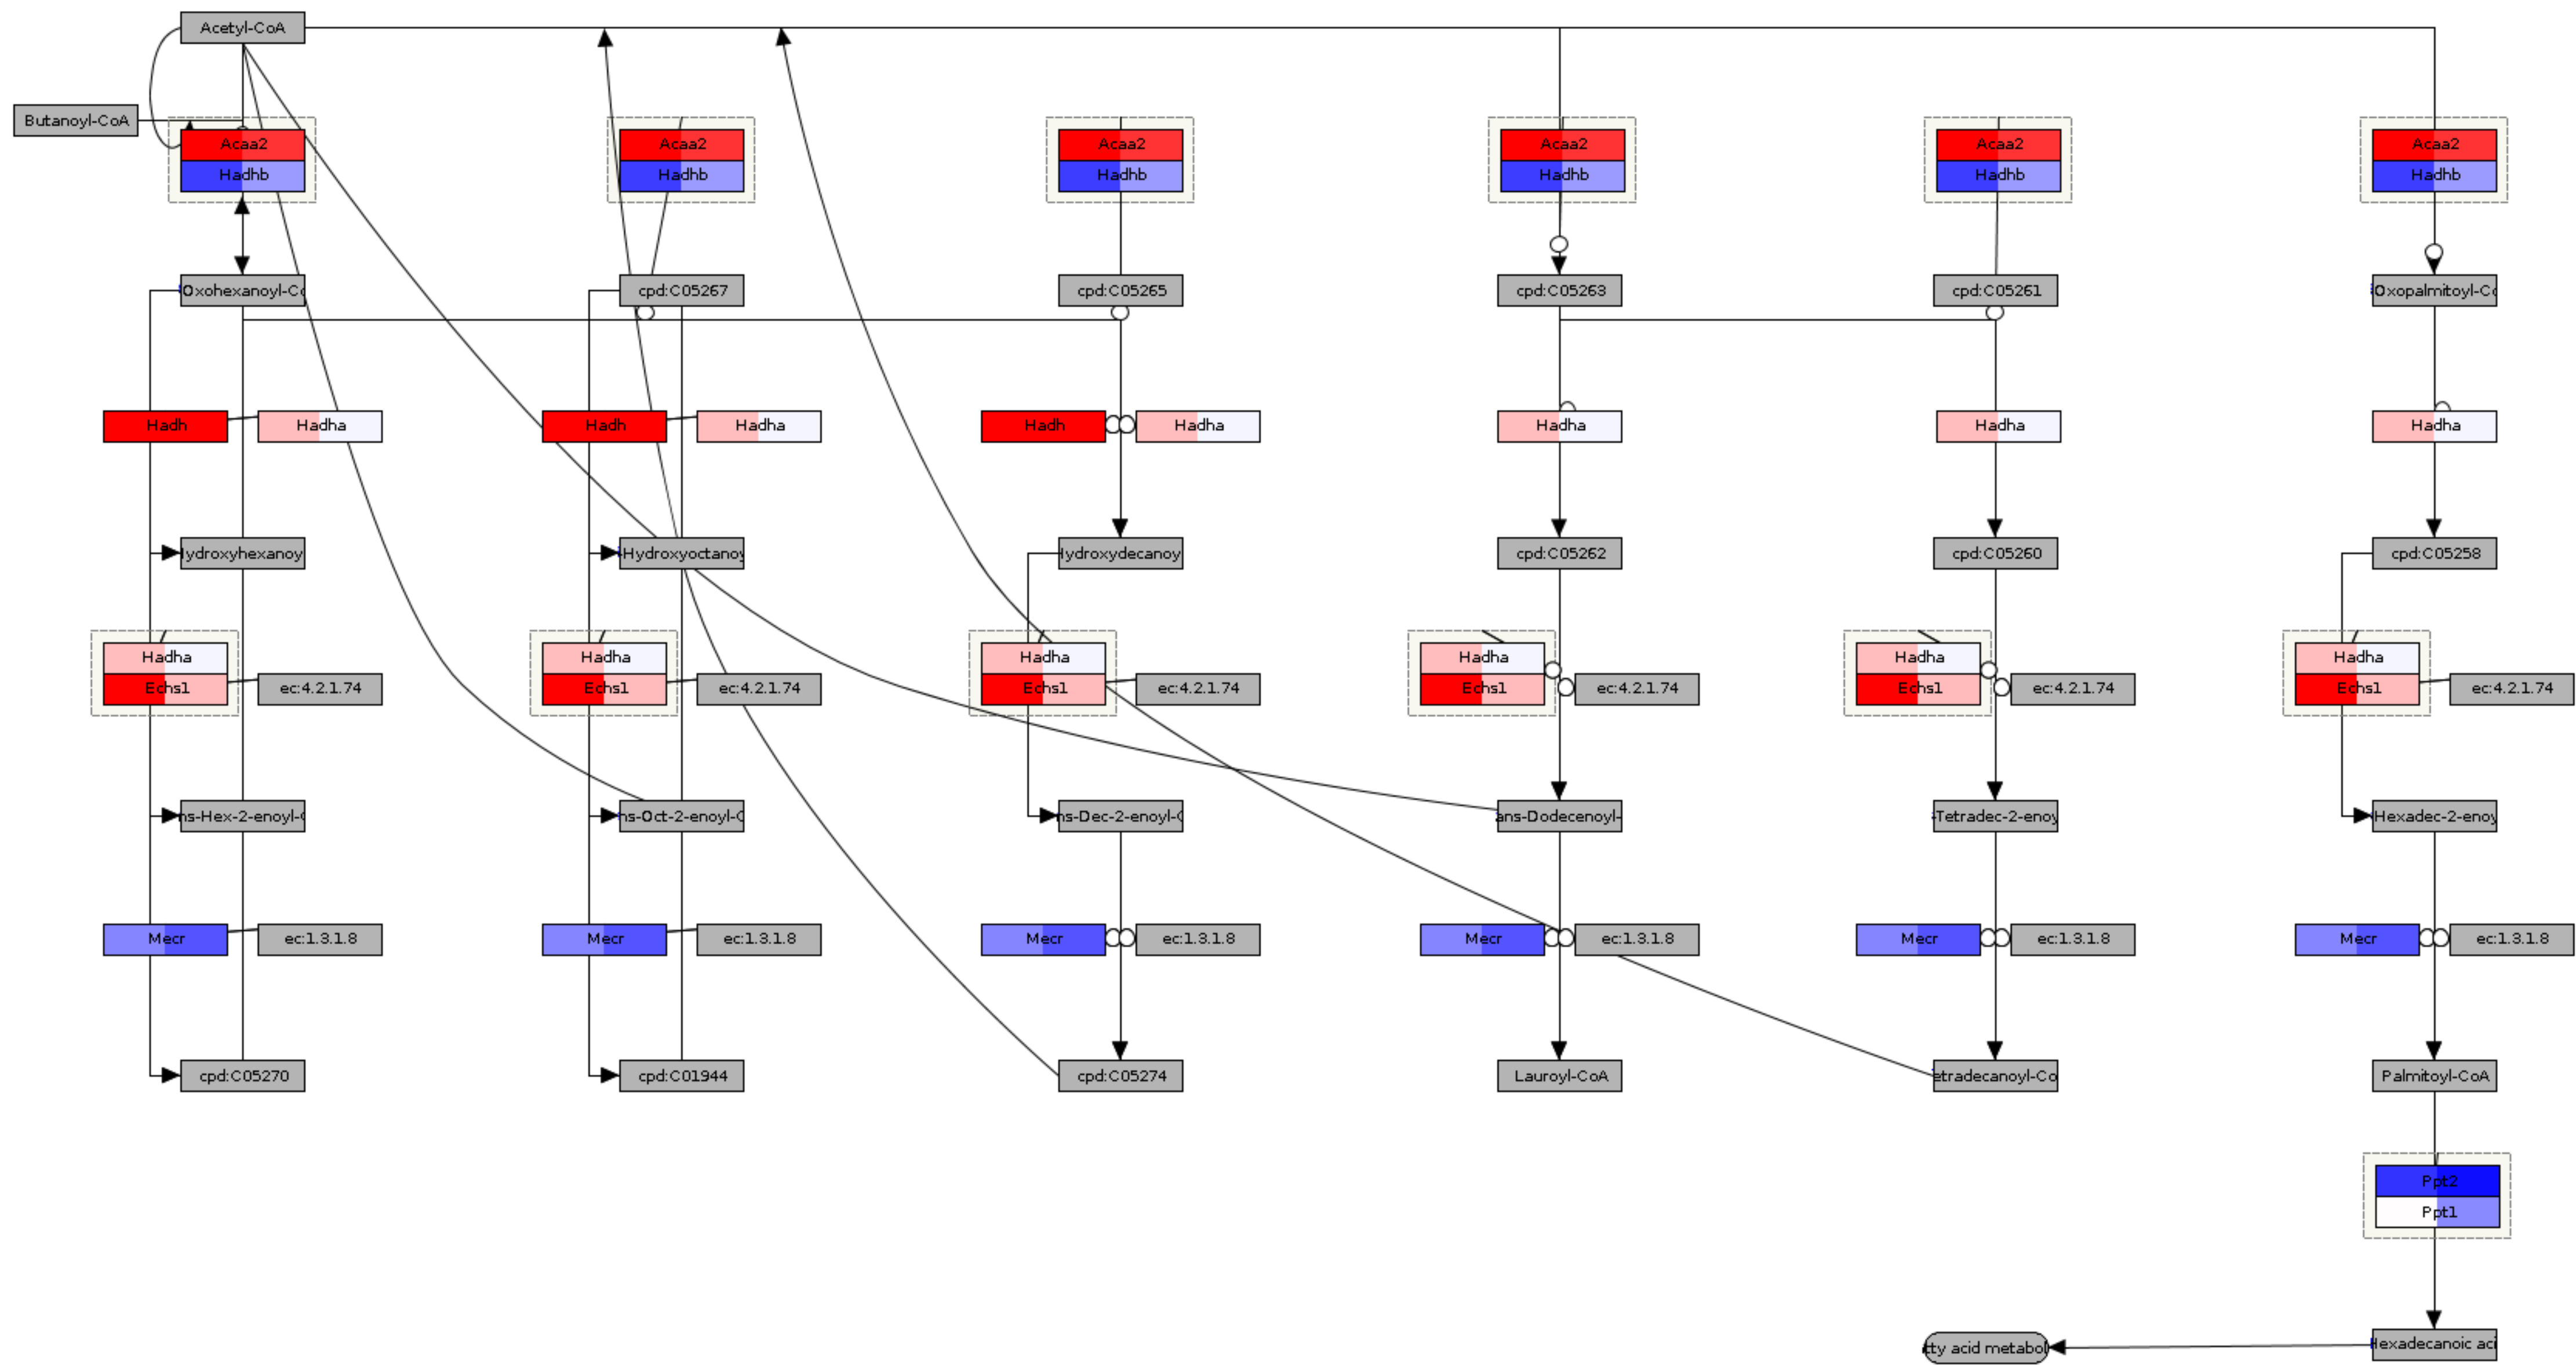 Acetyl-CoA
Butanoyl-CoA
Acaa2 Acaa2 Acaa2 Acaa2 Acaa2 Acaa2
Hadhb Hadhb Hadhb Hadhb Hadhb Hadhb
Oxohexanoyl-Co cpd:C05267 cpd:C05265 cpd:C05263 cpd:C05261 Oxopalmitoyl-Co
Hadh Hadha Hadh Hadha Hadh Hadha Hadha Hadha Hadha
ydroxyhexanoy -Hydroxyoctanoy ydroxydecanoy cpd:C05262 cpd:C05260 cpd:C05258
Hadha Hadha Hadha Hadha Hadha Hadha
Echs1 ec:4.2.1.74 Echs1 ec:4.2.1.74 Echs1 ec:4.2.1.74 Echs1 ec:4.2.1.74 Echs1 ec:4.2.1.74 Echs1 ec:4.2.1.74
ns-Hex-2-enoyl-C ns-Oct-2-enoyl-C ns-Dec-2-enoyl-C ans-Dodecenoyl- -Tetradec-2-enoy Hexadec-2-enoy
Mecr ec:1.3.1.8 Mecr ec:1.3.1.8 Mecr ec:1.3.1.8 Mecr ec:1.3.1.8 Mecr ec:1.3.1.8 Mecr ec:1.3.1.8
cpd:C05270 cpd:C01944 cpd:C05274 Lauroyl-CoA etradecanoyl-Co Palmitoyl-CoA
Ppt2
Ppt1
tty acid metabol Hexadecanoic aci